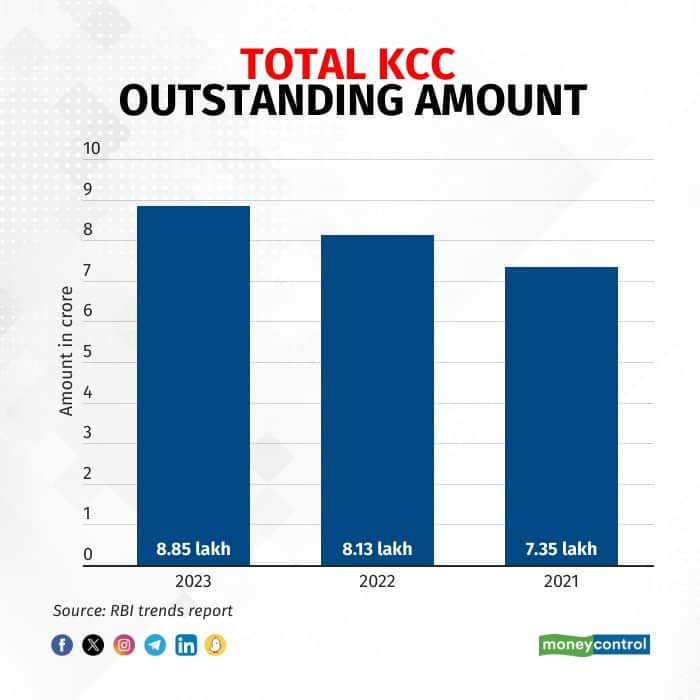 TOTAL KCC
OUTSTANDING AMOUNT
10
9
8
7
6
5
4
3
2
1
0
Amount in crore
8.85 lakh
8.13 lakh
7.35 lakh
2023
2022
2021
Source: RBI trends report
moneycontrol